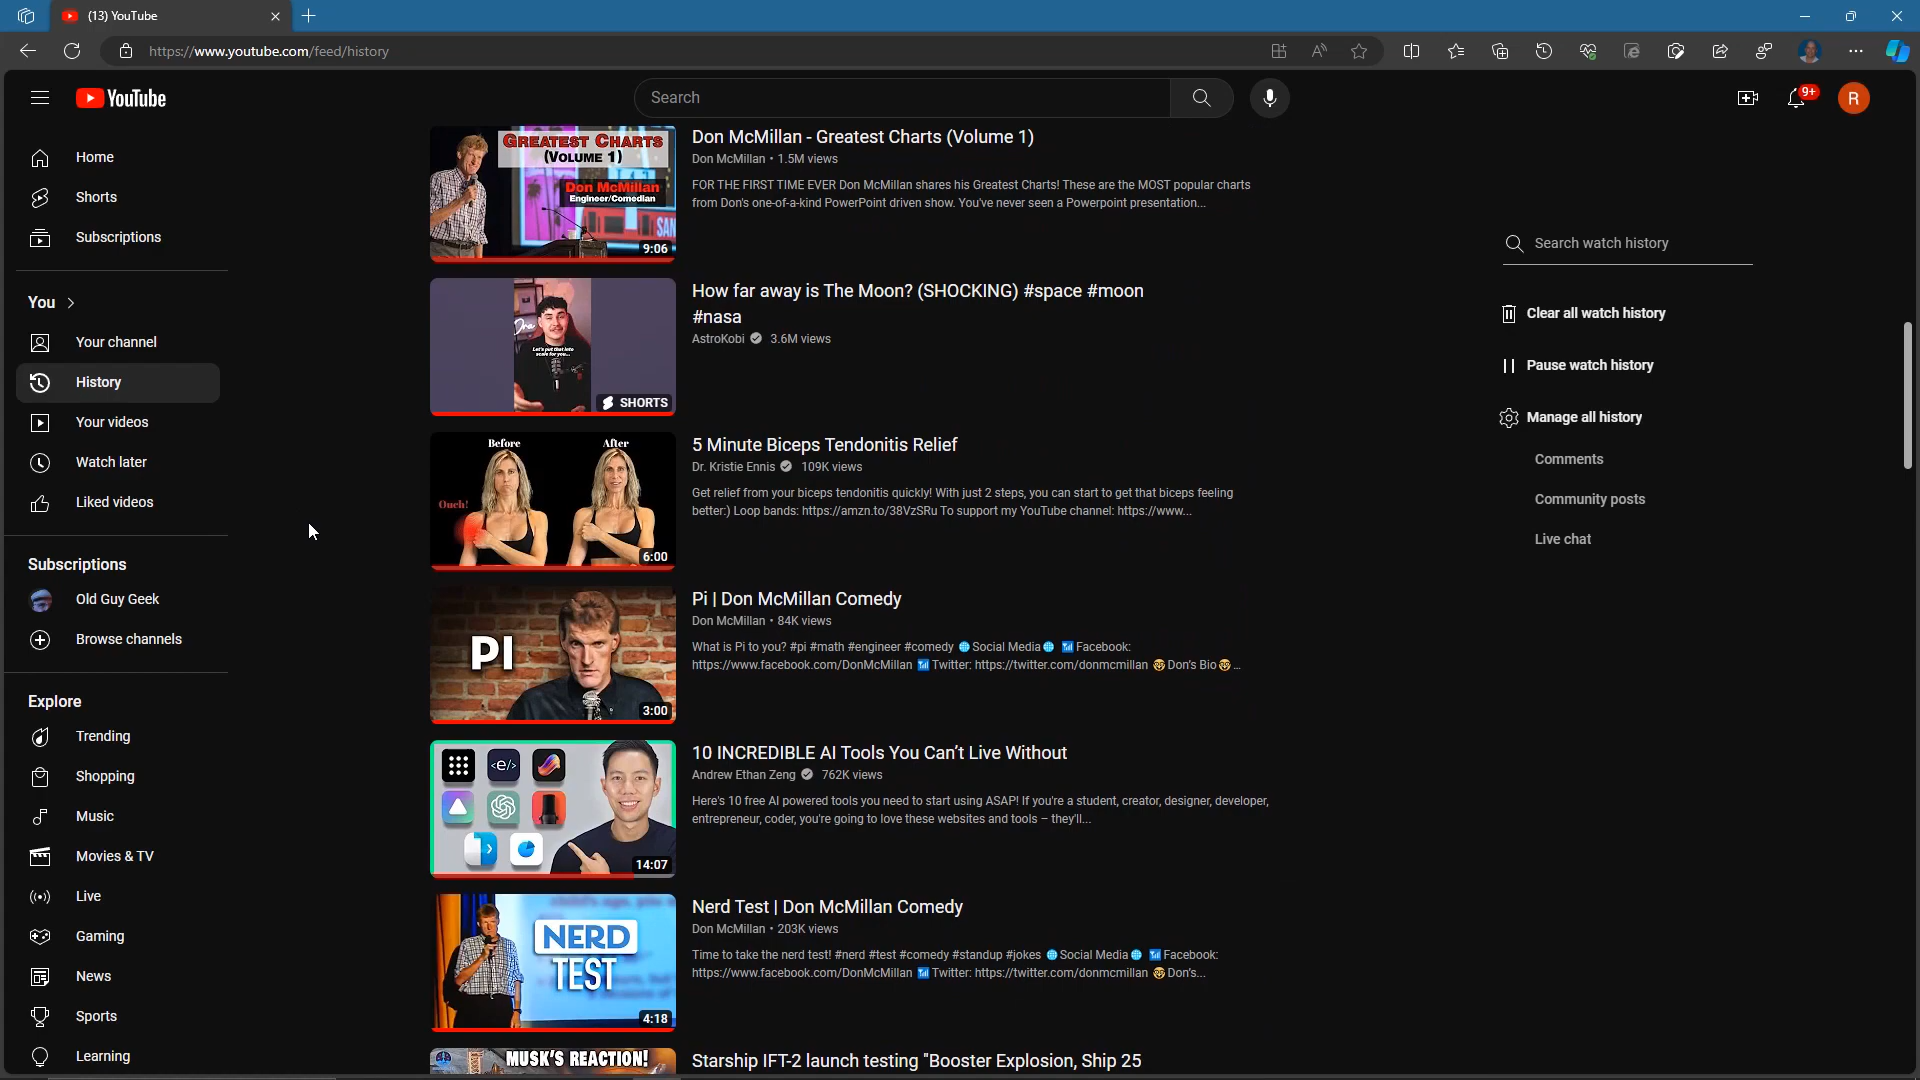 (13) YouTube
https://www.youtube.com/feed/history
YouTube
Search
9+
R
Home
Shorts
Subscriptions
You
Your channel
History
Your videos
Watch later
Liked videos
Subscriptions
Old Guy Geek
Browse channels
Explore
Trending
Shopping
Music
Movies & TV
Live
Gaming
News
Sports
Learning
GREATEST CHARTS
(VOLUME 1)
Don McMillan
Engineer/Comedian
9:06
Don McMillan - Greatest Charts (Volume 1)
Don McMillan • 1.5M views
FOR THE FIRST TIME EVER Don McMillan shares his Greatest Charts! These are the MOST popular charts
from Don's one-of-a-kind PowerPoint driven show. You've never seen a Powerpoint presentation...
Let's put that into
scale for you...
SHORTS
How far away is The Moon? (SHOCKING) #space #moon
#nasa
AstroKobi 3.6M views
Before After
Ouch!
6:00
5 Minute Biceps Tendonitis Relief
Dr. Kristie Ennis 109K views
Get relief from your biceps tendonitis quickly! With just 2 steps, you can start to get that biceps feeling
better:) Loop bands: https://amzn.to/38VzSRu To support my YouTube channel: https://www...
PI
3:00
Pi | Don McMillan Comedy
Don McMillan • 84K views
What is Pi to you? #pi #math #engineer #comedy 🌐Social Media🌐 📶Facebook:
https://www.facebook.com/DonMcMillan 📶Twitter: https://twitter.com/donmcmillan 🤓Don's Bio🤓...
</e>
14:07
10 INCREDIBLE AI Tools You Can't Live Without
Andrew Ethan Zeng 762K views
Here's 10 free AI powered tools you need to start using ASAP! If you're a student, creator, designer, developer,
entrepreneur, coder, you're going to love these websites and tools – they'll...
NERD
TEST
4:18
Nerd Test | Don McMillan Comedy
Don McMillan • 203K views
Time to take the nerd test! #nerd #test #comedy #standup #jokes 🌐Social Media🌐 📶Facebook:
https://www.facebook.com/DonMcMillan 📶Twitter: https://twitter.com/donmcmillan 🤓Don's...
MUSK'S REACTION!
Starship IFT-2 launch testing "Booster Explosion, Ship 25
Search watch history
Clear all watch history
Pause watch history
Manage all history
Comments
Community posts
Live chat